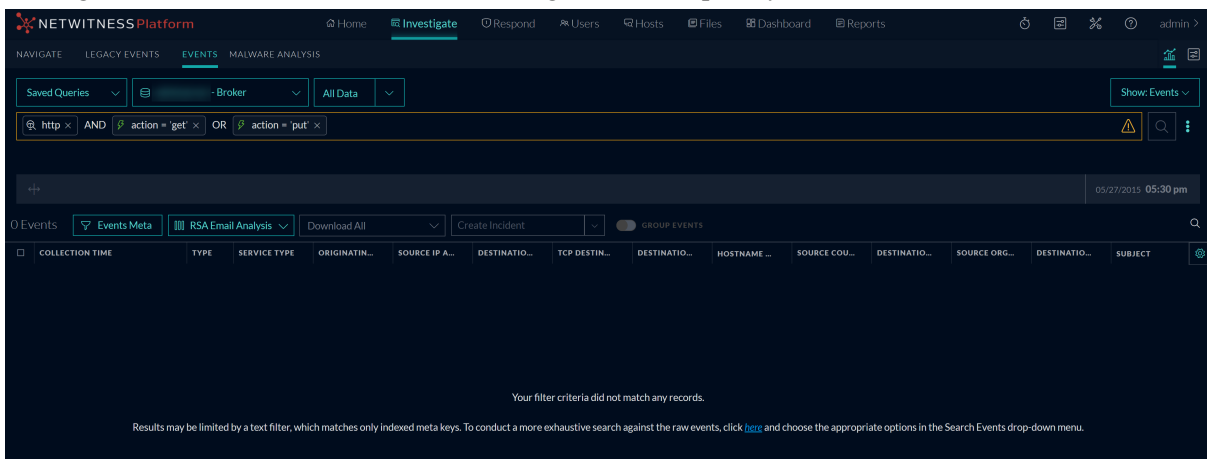 NETWITNESS Platform Home Investigate Respond Users Hosts Files Dashboard Reports admin >
NAVIGATE LEGACY EVENTS EVENTS MALWARE ANALYSIS
Saved Queries - Broker All Data Show: Events
http × AND action = 'get' × OR action = 'put' ×
05/27/2015 05:30 pm
0 Events Events Meta RSA Email Analysis Download All Create Incident GROUP EVENTS
COLLECTION TIME TYPE SERVICE TYPE ORIGINATIN... SOURCE IP A... DESTINATIO... TCP DESTIN... DESTINATIO... HOSTNAME ... SOURCE COU... DESTINATIO... SOURCE ORG... DESTINATIO... SUBJECT
Your filter criteria did not match any records.
Results may be limited by a text filter, which matches only indexed meta keys. To conduct a more exhaustive search against the raw events, click here and choose the appropriate options in the Search Events drop-down menu.